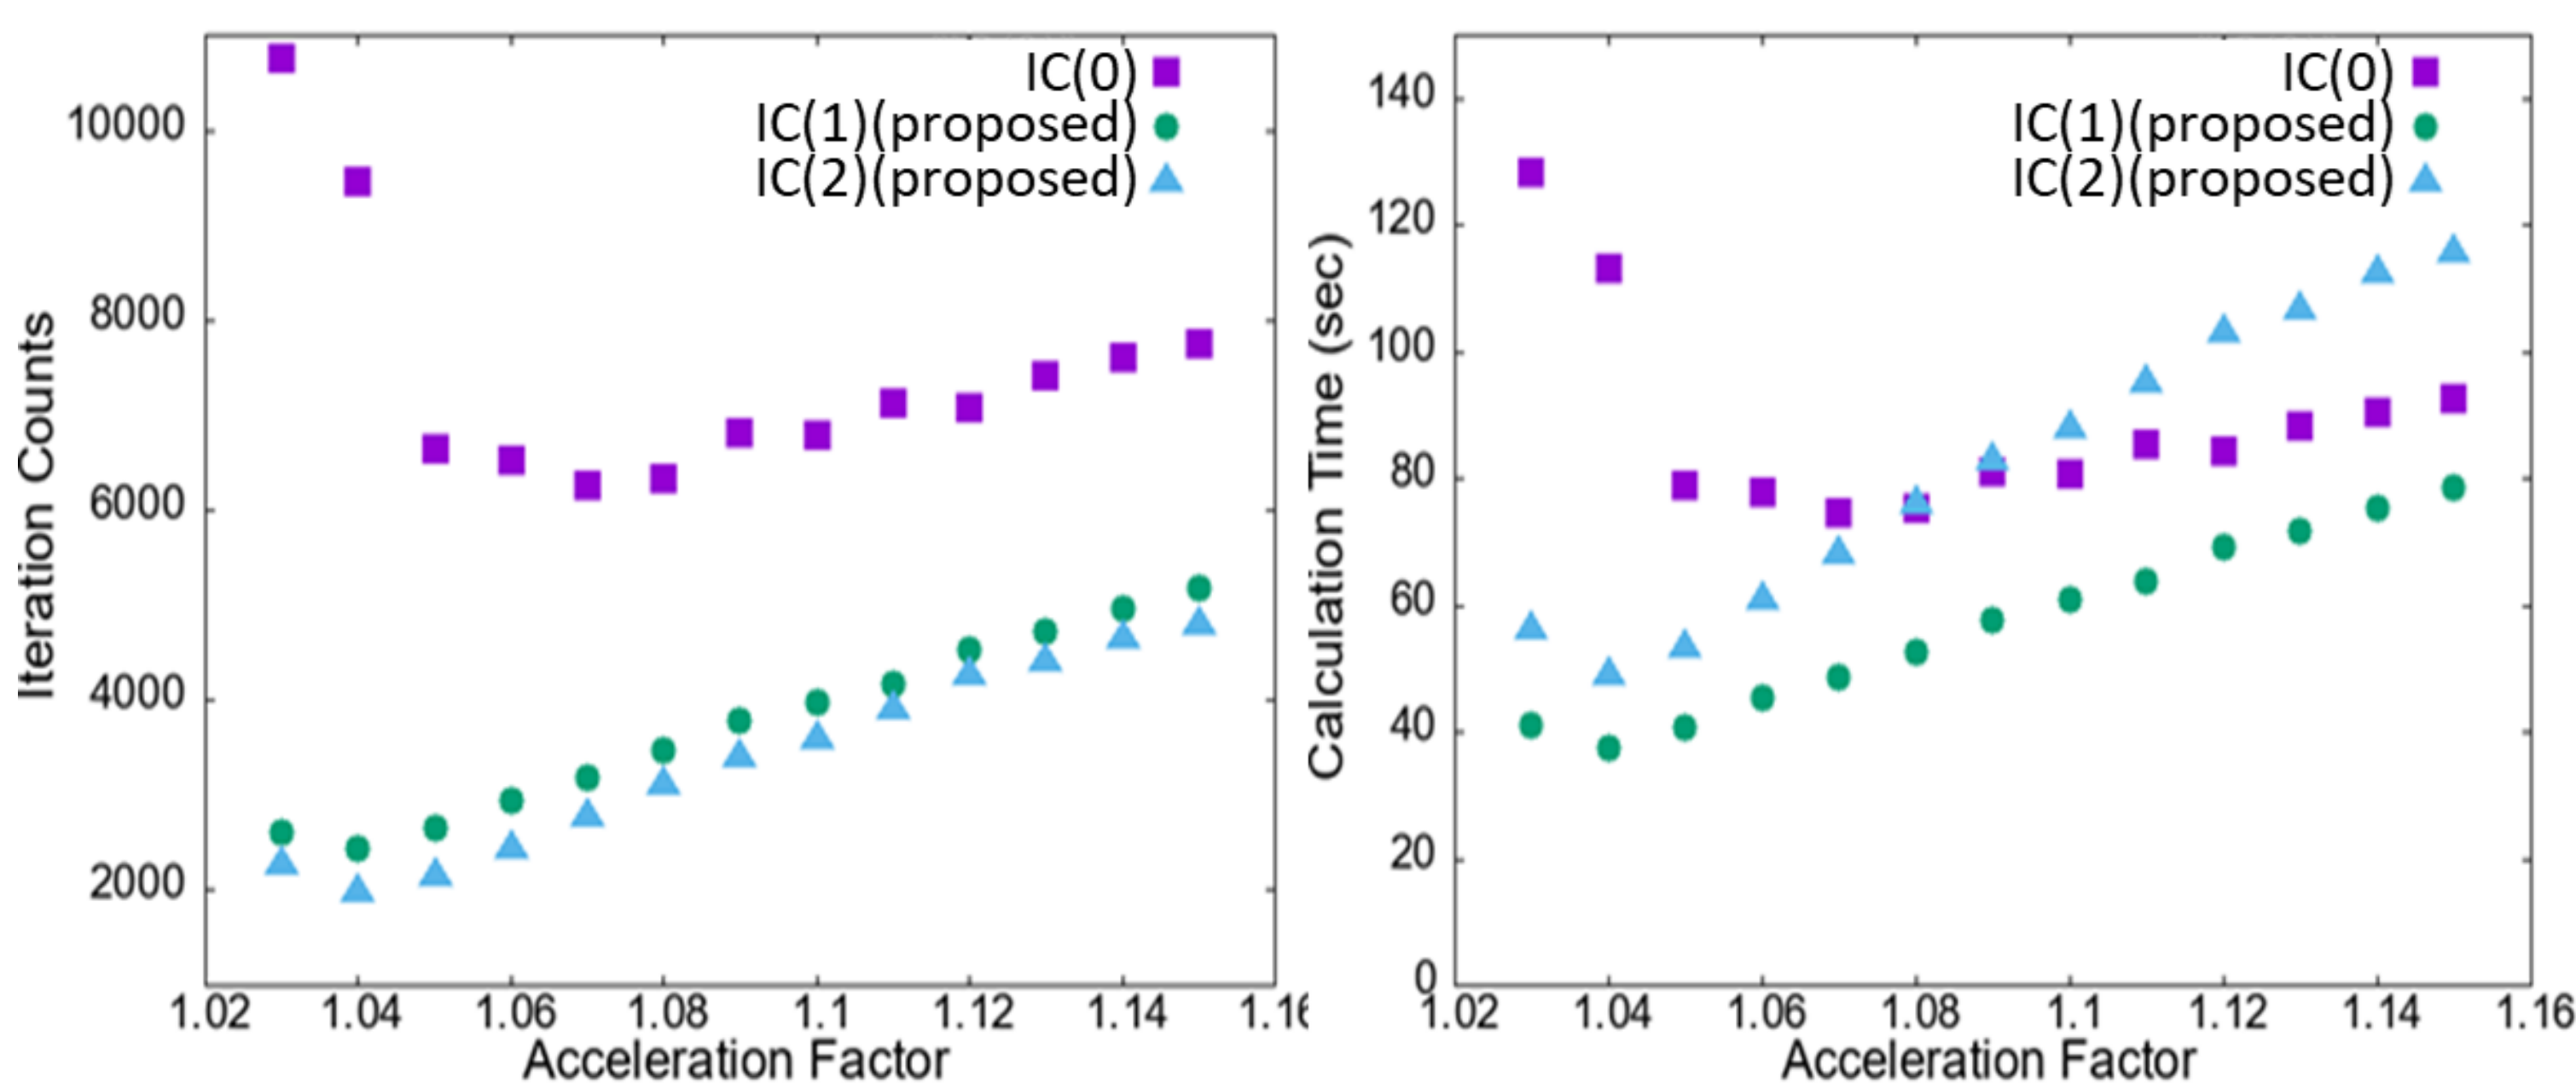 IC(0)
IC(1)(proposed)
IC(2)(proposed)
10000
8000
6000
4000
2000
Iteration Counts
1.02 1.04 1.06 1.08 1.1 1.12 1.14 1.16
Acceleration Factor
IC(0)
IC(1)(proposed)
IC(2)(proposed)
140
120
100
80
60
40
20
0
Calculation Time (sec)
1.02 1.04 1.06 1.08 1.1 1.12 1.14 1.16
Acceleration Factor